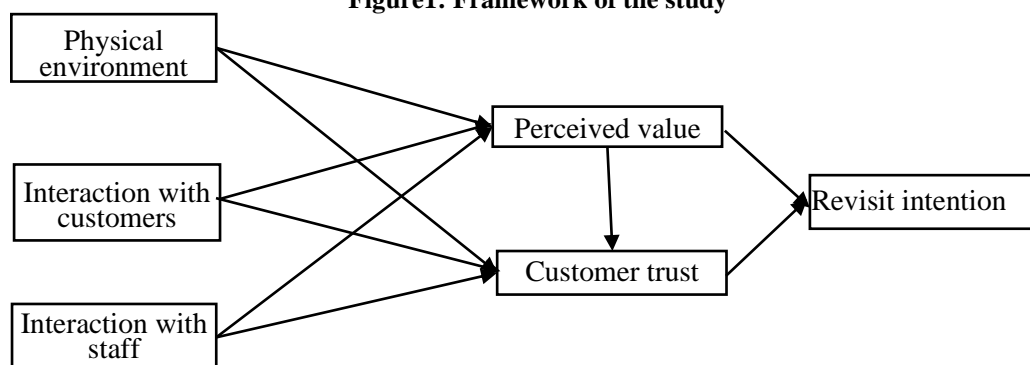 Figure1: Framework of the study
Physical
environment
Perceived value
Interaction with
customers
Revisit intention
Customer trust
Interaction with
staff